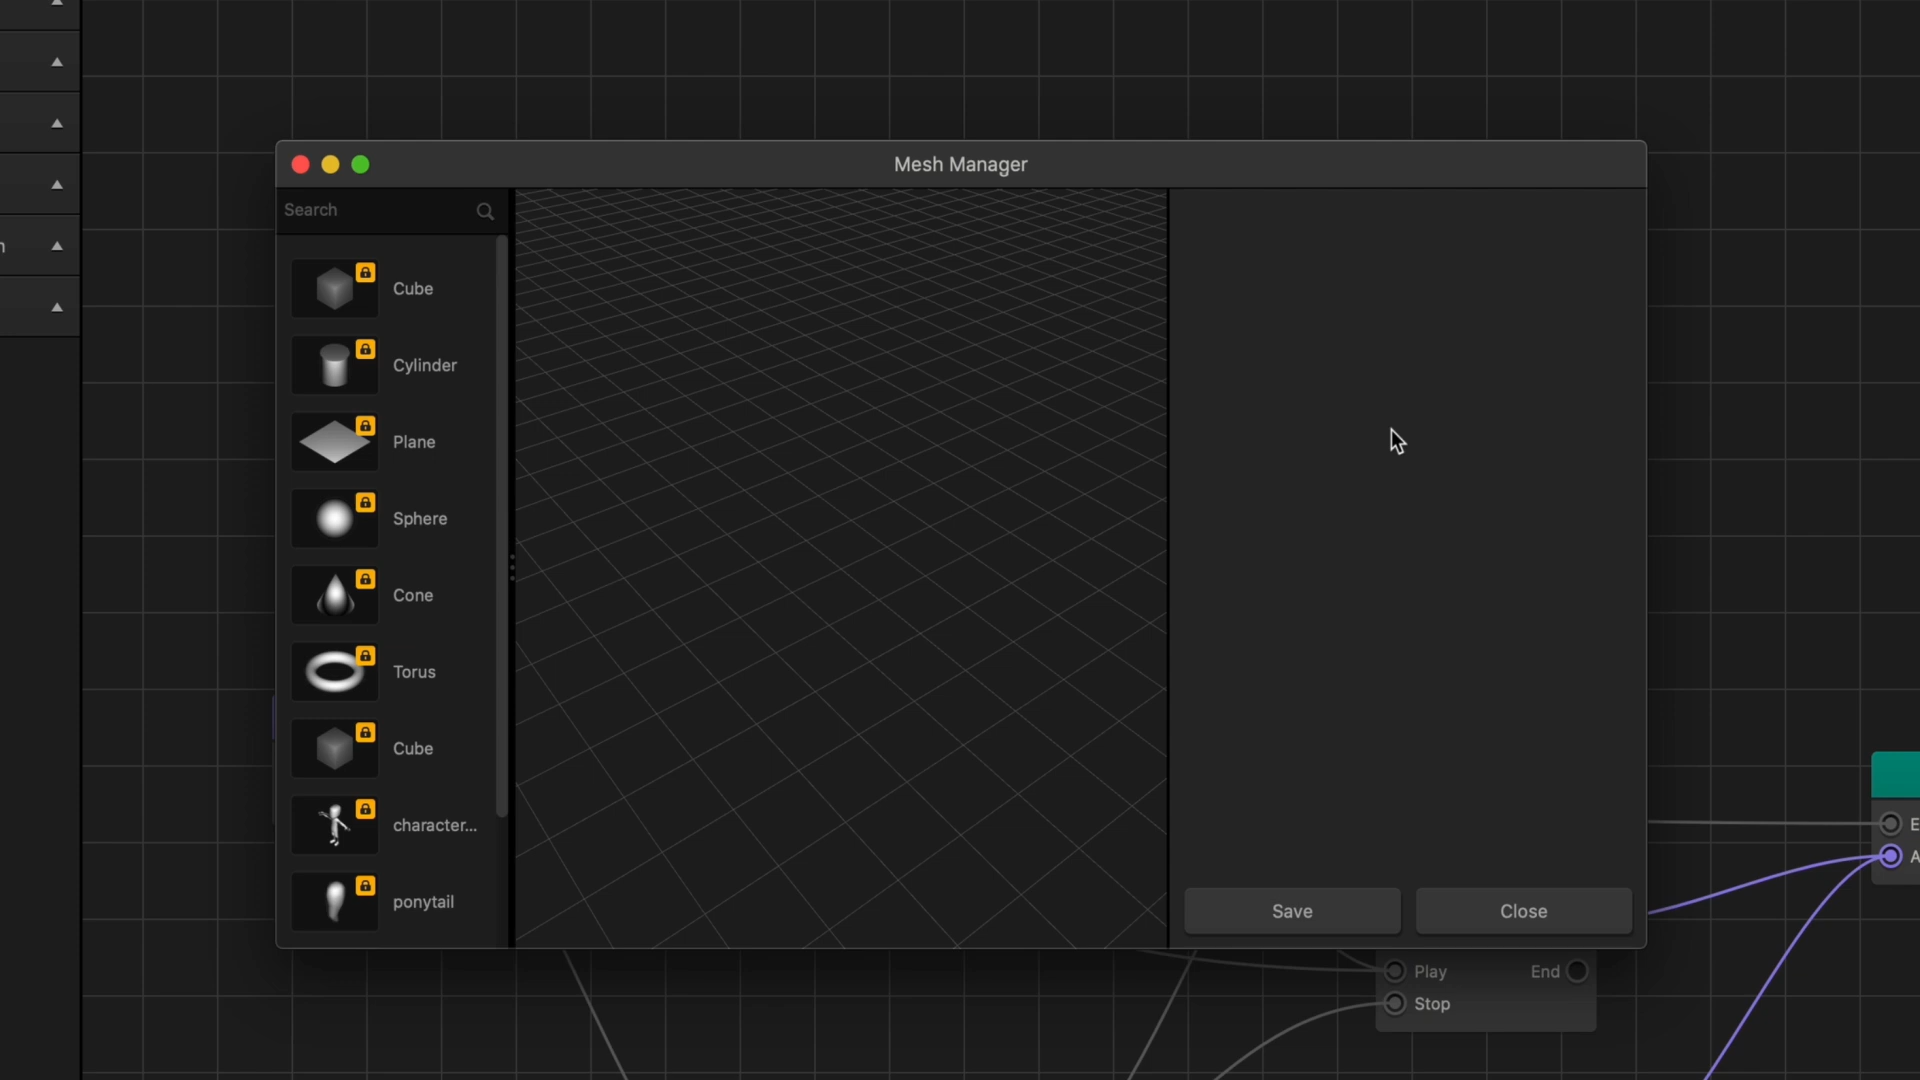 Mesh Manager
Search
Cube
Cylinder
Plane
Sphere
Cone
Torus
Cube
character...
ponytail
Save
Close
Play
End
Stop